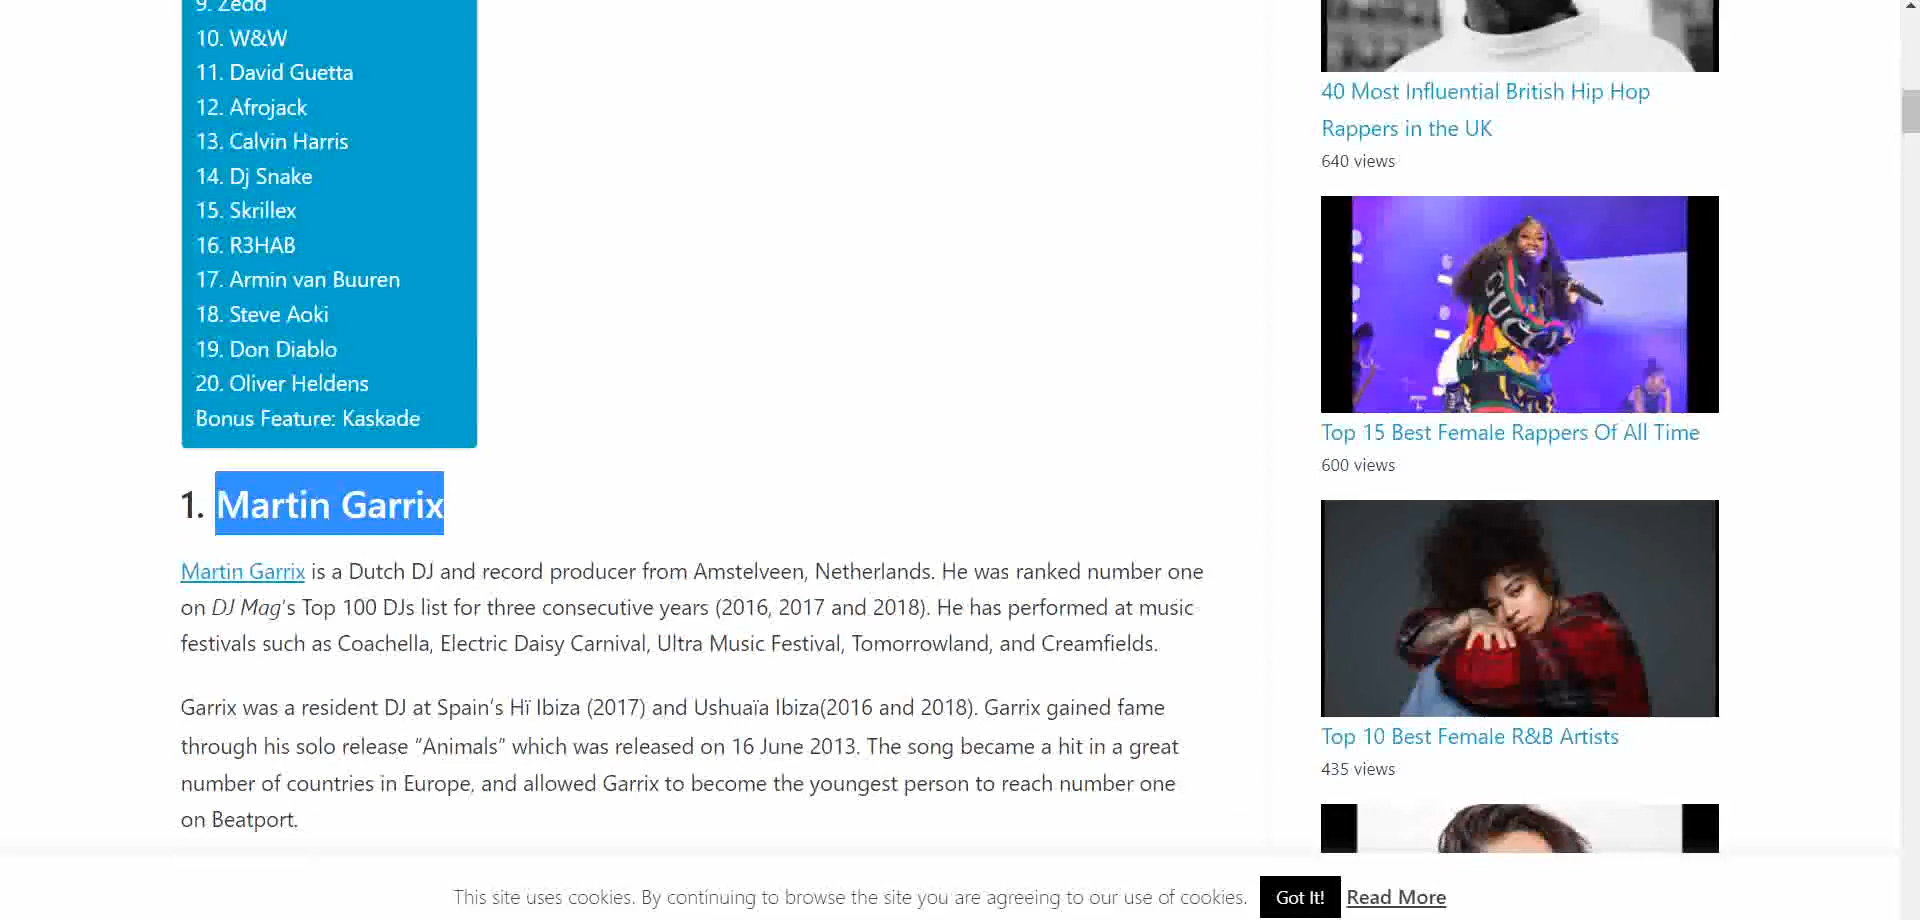 9. Zedd
10. W&W
11. David Guetta
12. Afrojack
13. Calvin Harris
14. Dj Snake
15. Skrillex
16. R3HAB
17. Armin van Buuren
18. Steve Aoki
19. Don Diablo
20. Oliver Heldens
Bonus Feature: Kaskade
1. Martin Garrix
Martin Garrix is a Dutch DJ and record producer from Amstelveen, Netherlands. He was ranked number one
on DJ Mag's Top 100 DJs list for three consecutive years (2016, 2017 and 2018). He has performed at music
festivals such as Coachella, Electric Daisy Carnival, Ultra Music Festival, Tomorrowland, and Creamfields.
Garrix was a resident DJ at Spain’s Hï Ibiza (2017) and Ushuaïa Ibiza(2016 and 2018). Garrix gained fame
through his solo release “Animals” which was released on 16 June 2013. The song became a hit in a great
number of countries in Europe, and allowed Garrix to become the youngest person to reach number one
on Beatport.
40 Most Influential British Hip Hop
Rappers in the UK
640 views
GUCCI
Top 15 Best Female Rappers Of All Time
600 views
Top 10 Best Female R&B Artists
435 views
This site uses cookies. By continuing to browse the site you are agreeing to our use of cookies.
Got It!
Read More